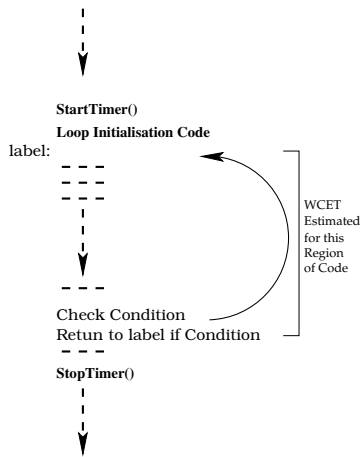 StartTimer()
Loop Initialisation Code
label:
WCET
Estimated
for this
Region
of Code
Check Condition
Retun to label if Condition
StopTimer()